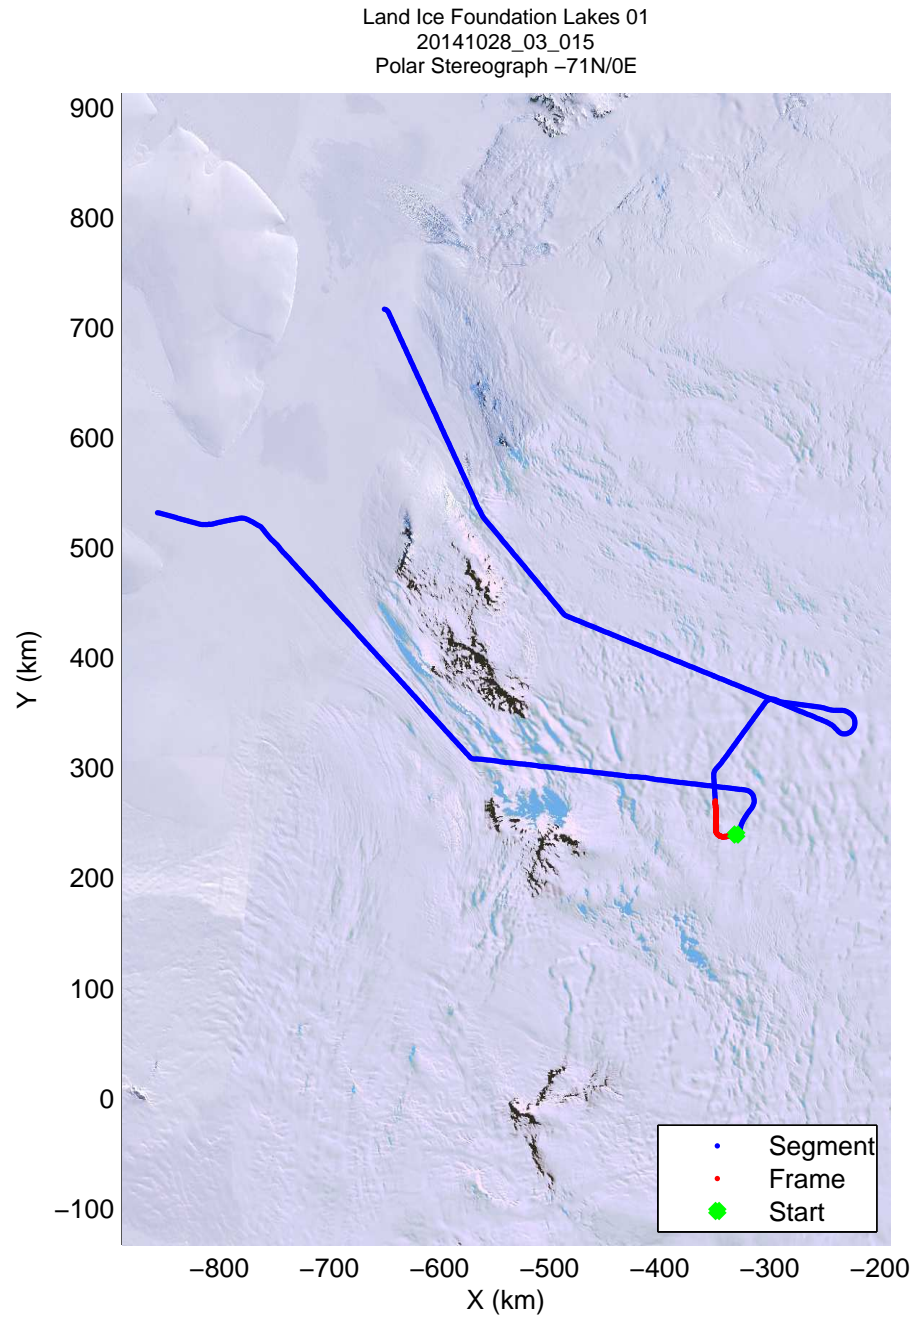 Land Ice Foundation Lakes 01
20141028_03_015
Polar Stereograph −71N/0E
900
800
700
600
500
400
300
200
100
0
−100
Y (km)
Segment
Frame
Start
−800 −700 −600 −500 −400 −300 −200
X (km)